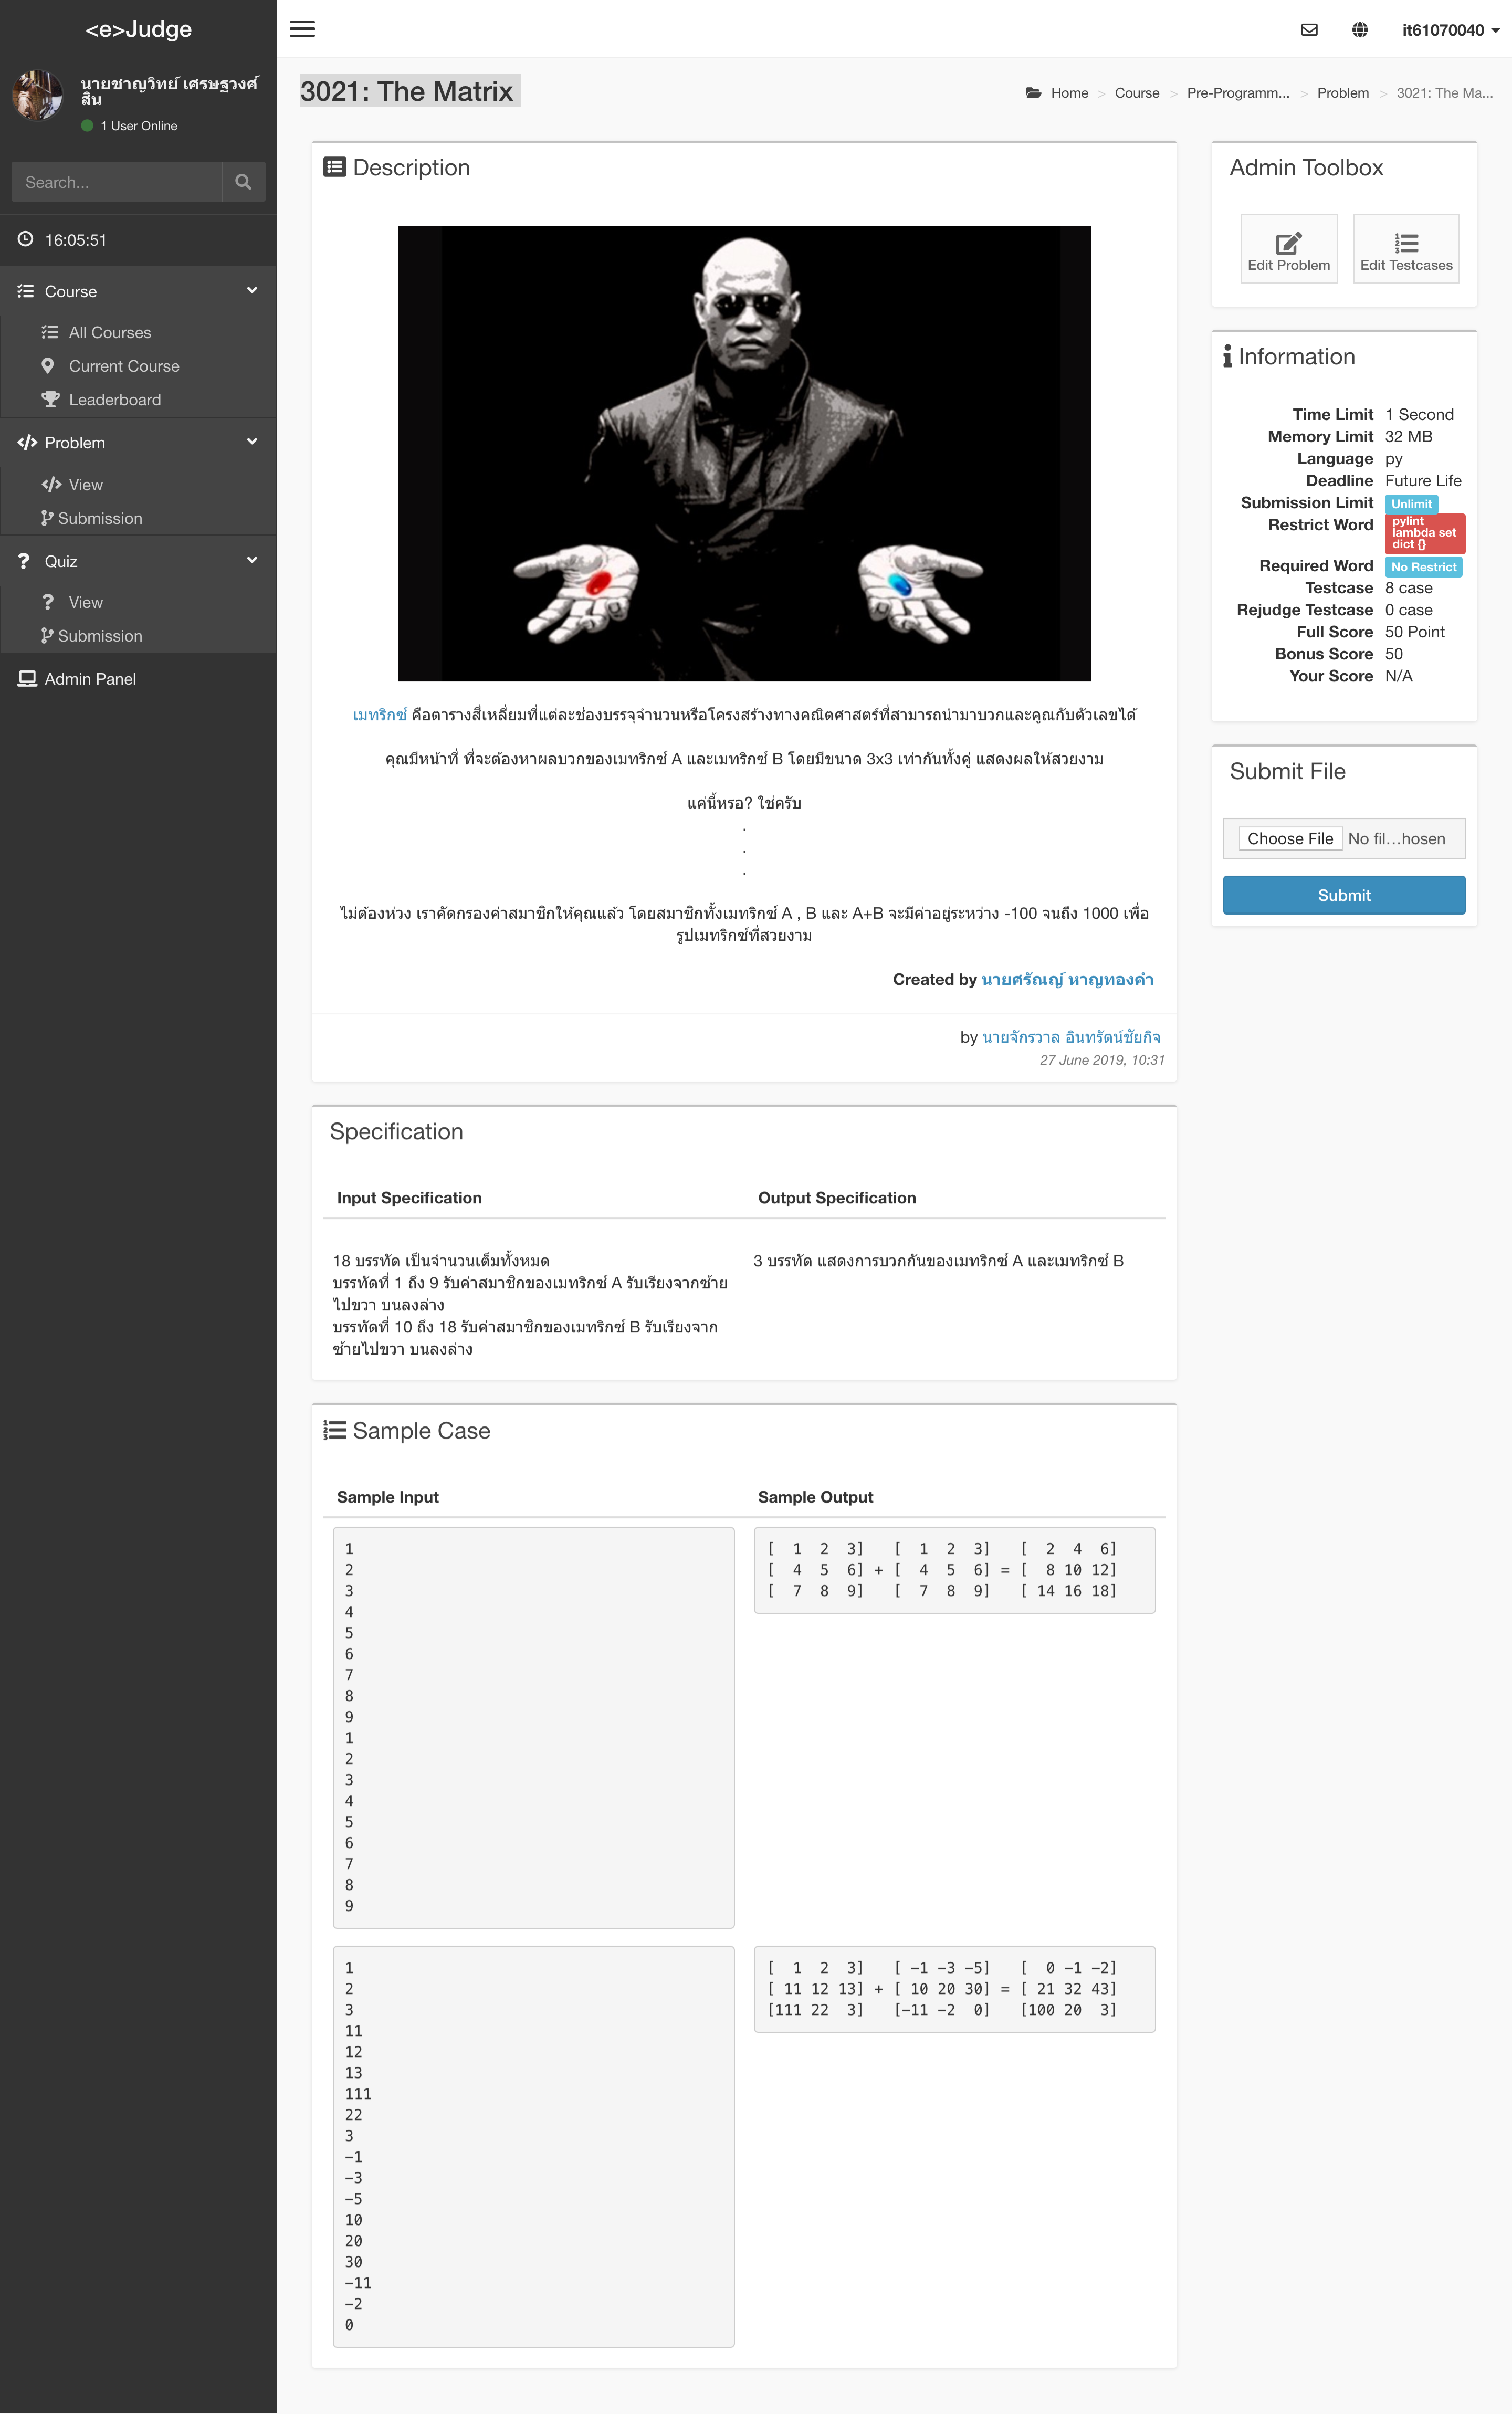 <e>Judge
it61070040
นายชาญวิทย์ เศรษฐวงศ์
สิน
1 User Online
Search...
16:05:51
Course
All Courses
Current Course
Leaderboard
Problem
View
Submission
Quiz
View
Submission
Admin Panel
3021: The Matrix
Home > Course > Pre-Programm... > Problem > 3021: The Ma...
Description
เมทริกซ์ คือตารางสี่เหลี่ยมที่แต่ละช่องบรรจุจำนวนหรือโครงสร้างทางคณิตศาสตร์ที่สามารถนำมาบวกและคูณกับตัวเลขได้
คุณมีหน้าที่ ที่จะต้องหาผลบวกของเมทริกซ์ A และเมทริกซ์ B โดยมีขนาด 3x3 เท่ากันทั้งคู่ แสดงผลให้สวยงาม
แค่นี้หรอ? ใช่ครับ
.
.
.
ไม่ต้องห่วง เราคัดกรองค่าสมาชิกให้คุณแล้ว โดยสมาชิกทั้งเมทริกซ์ A , B และ A+B จะมีค่าอยู่ระหว่าง -100 จนถึง 1000 เพื่อ
รูปเมทริกซ์ที่สวยงาม
Created by นายศรัณญ์ หาญทองคำ
by นายจักรวาล อินทรัตน์ชัยกิจ
27 June 2019, 10:31
Specification
Input Specification
18 บรรทัด เป็นจำนวนเต็มทั้งหมด
บรรทัดที่ 1 ถึง 9 รับค่าสมาชิกของเมทริกซ์ A รับเรียงจากซ้าย
ไปขวา บนลงล่าง
บรรทัดที่ 10 ถึง 18 รับค่าสมาชิกของเมทริกซ์ B รับเรียงจาก
ซ้ายไปขวา บนลงล่าง
Output Specification
3 บรรทัด แสดงการบวกกันของเมทริกซ์ A และเมทริกซ์ B
Sample Case
Sample Input
Sample Output
1
2
3
4
5
6
7
8
9
1
2
3
4
5
6
7
8
9
[  1  2  3]   [  1  2  3]   [  2  4  6]
[  4  5  6] + [  4  5  6] = [  8 10 12]
[  7  8  9]   [  7  8  9]   [ 14 16 18]
1
2
3
11
12
13
111
22
3
-1
-3
-5
10
20
30
-11
-2
0
[  1  2  3]   [ -1 -3 -5]   [  0 -1 -2]
[ 11 12 13] + [ 10 20 30] = [ 21 32 43]
[111 22  3]   [-11 -2  0]   [100 20  3]
Admin Toolbox
Edit Problem
Edit Testcases
Information
Time Limit 1 Second
Memory Limit 32 MB
Language py
Deadline Future Life
Submission Limit Unlimit
Restrict Word pylint
lambda set
dict {}
Required Word No Restrict
Testcase 8 case
Rejudge Testcase 0 case
Full Score 50 Point
Bonus Score 50
Your Score N/A
Submit File
Choose File No fil...hosen
Submit